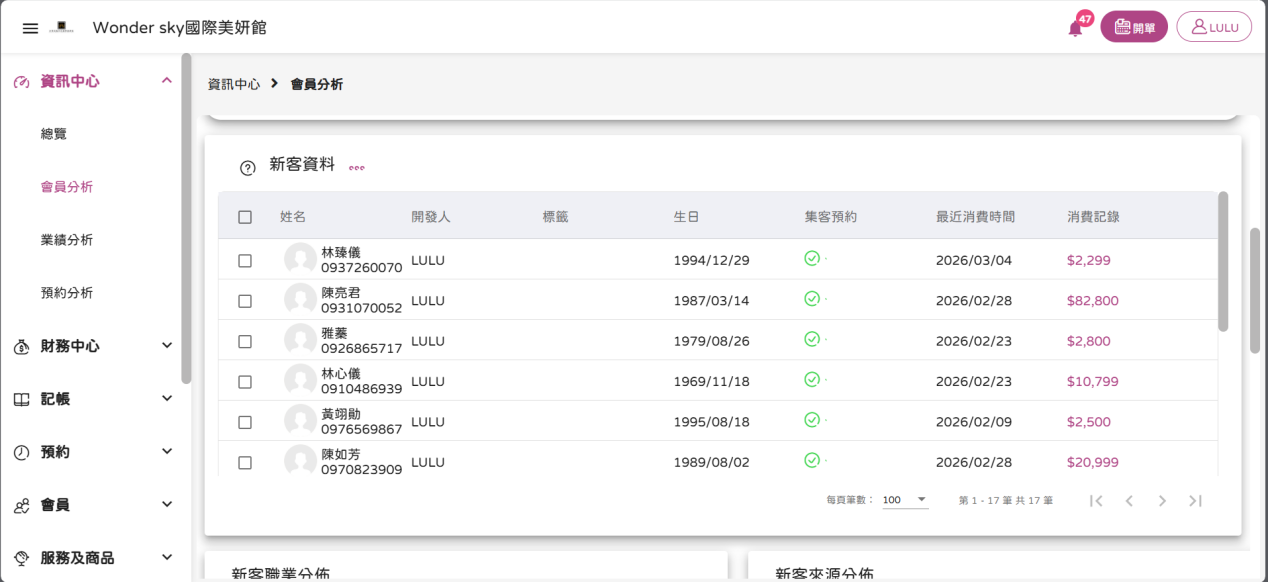 Wonder sky國際美妍館
47
開單
LULU
資訊中心
總覽
會員分析
業績分析
預約分析
財務中心
記帳
預約
會員
服務及商品
資訊中心 > 會員分析
新客資料
姓名 開發人 標籤 生日 集客預約 最近消費時間 消費記錄
林臻儀
0937260070 LULU 1994/12/29 2026/03/04 $2,299
陳亮君
0931070052 LULU 1987/03/14 2026/02/28 $82,800
雅蓁
0926865717 LULU 1979/08/26 2026/02/23 $2,800
林心儀
0910486939 LULU 1969/11/18 2026/02/23 $10,799
黃翊勛
0976569867 LULU 1995/08/18 2026/02/09 $2,500
陳如芳
0970823909 LULU 1989/08/02 2026/02/28 $20,999
每頁筆數： 100 第 1 - 17 筆 共 17 筆
新客職業分佈
新客來源分佈